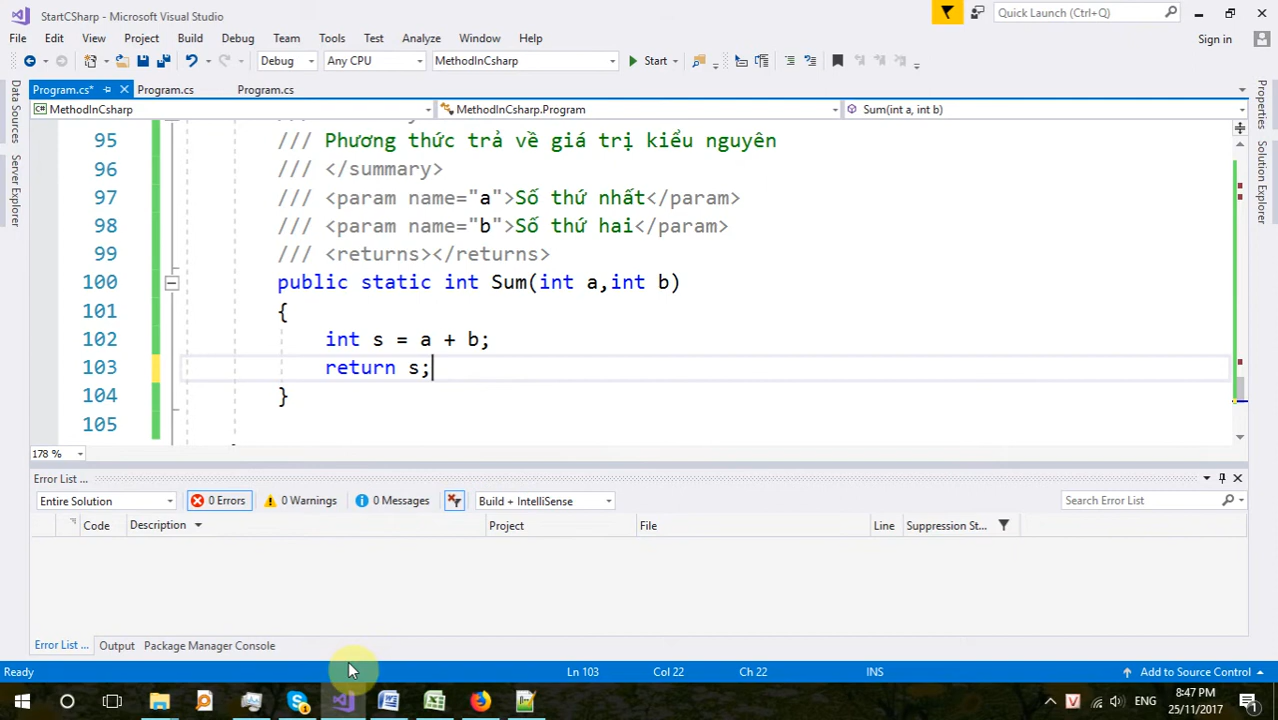 StartCSharp - Microsoft Visual Studio
Quick Launch (Ctrl+Q)
File Edit View Project Build Debug Team Tools Test Analyze Window Help
Sign in
Debug Any CPU MethodInCsharp Start
Program.cs* Program.cs Program.cs
MethodInCsharp MethodInCsharp.Program Sum(int a, int b)
Data Sources
Server Explorer
Properties
Solution Explorer
95 /// Phương thức trả về giá trị kiểu nguyên
96 /// </summary>
97 /// <param name="a">Số thứ nhất</param>
98 /// <param name="b">Số thứ hai</param>
99 /// <returns></returns>
100 public static int Sum(int a,int b)
101 {
102 int s = a + b;
103 return s;
104 }
105
178 %
Error List ...
Entire Solution 0 Errors 0 Warnings 0 Messages Build + IntelliSense Search Error List
Code Description Project File Line Suppression St...
Error List ... Output Package Manager Console
Ready Ln 103 Col 22 Ch 22 INS Add to Source Control
ENG
8:47 PM
25/11/2017